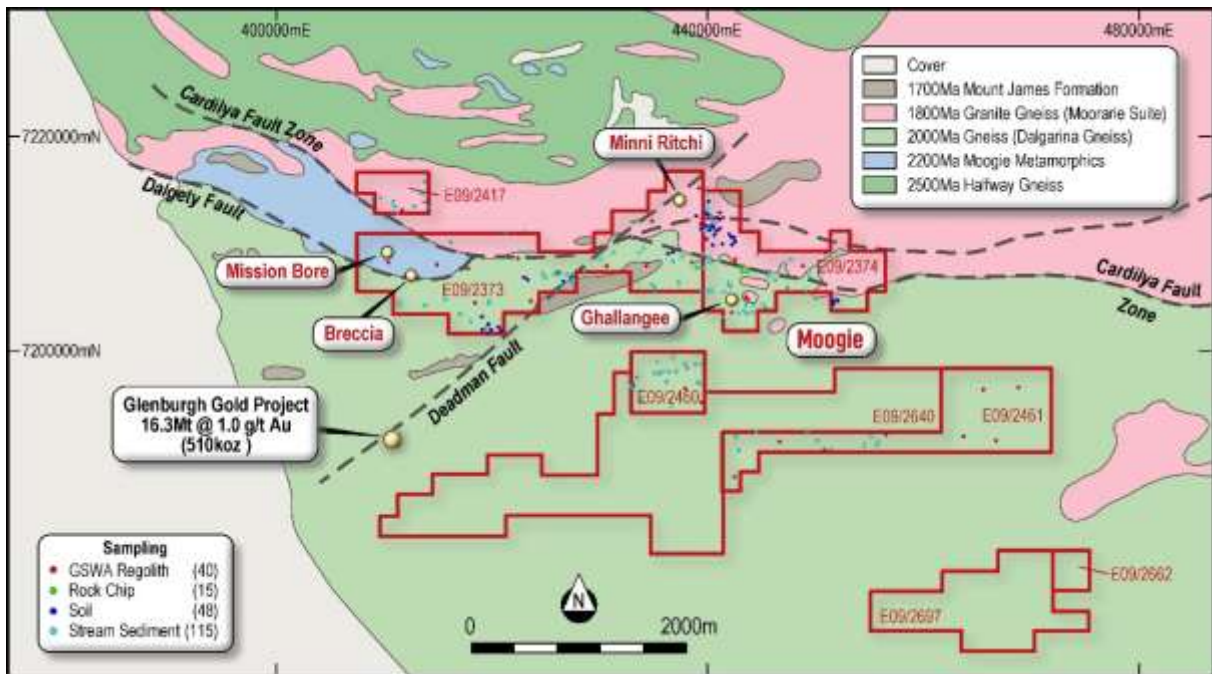 400000mE
440000mE
480000mE
Cover
1700Ma Mount James Formation
1800Ma Granite Gneiss (Moorarie Suite)
2000Ma Gneiss (Dalgarina Gneiss)
2200Ma Moogie Metamorphics
2500Ma Halfway Gneiss
Cardilya Fault Zone
7220000mN
Minni Ritchi
Dalgety Fault
E09/2417
Mission Bore
E09/2374
E09/2373
Cardilya Fault
Zone
Breccia
Ghallangee
Moogie
7200000mN
Deadman Fault
Glenburgh Gold Project
16.3Mt @ 1.0 g/t Au
(510koz )
E09/2460
E09/2640
E09/2461
Sampling
GSWA Regolith (40)
Rock Chip (15)
Soil (48)
Stream Sediment (115)
N
0 2000m
E09/2662
E09/2697